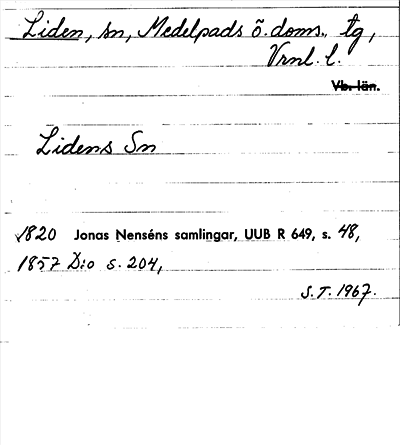 Liden, sn, Medelpads ö. doms., tg,
Vrnl. l.
Vb. län.
Lidens Sn
1820 Jonas Nenséns samlingar, UUB R 649, s. 48,
1857 D:o s. 204,
S.T. 1967.